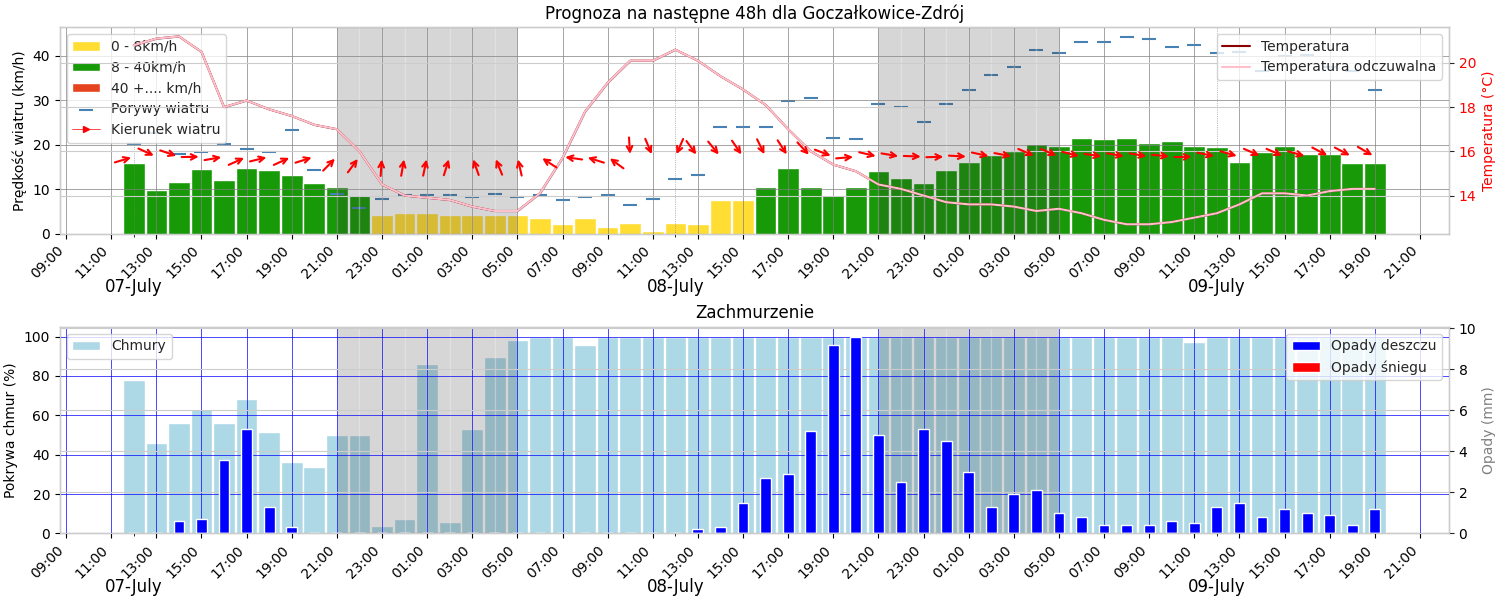 Prognoza na następne 48h dla Goczałkowice-Zdrój
Prędkość wiatru (km/h)
40
30
20
10
0
0 - 8km/h
8 - 40km/h
40 +.... km/h
Porywy wiatru
Kierunek wiatru
Temperatura
Temperatura odczuwalna
20
18
16
14
Temperatura (°C)
09:00 11:00 13:00 15:00 17:00 19:00 21:00 23:00 01:00 03:00 05:00 07:00 09:00 11:00 13:00 15:00 17:00 19:00 21:00 23:00 01:00 03:00 05:00 07:00 09:00 11:00 13:00 15:00 17:00 19:00 21:00
07-July 08-July 09-July
Zachmurzenie
Pokrywa chmur (%)
100
80
60
40
20
0
Chmury
Opady deszczu
Opady śniegu
10
8
6
4
2
0
Opady (mm)
09:00 11:00 13:00 15:00 17:00 19:00 21:00 23:00 01:00 03:00 05:00 07:00 09:00 11:00 13:00 15:00 17:00 19:00 21:00 23:00 01:00 03:00 05:00 07:00 09:00 11:00 13:00 15:00 17:00 19:00 21:00
07-July 08-July 09-July